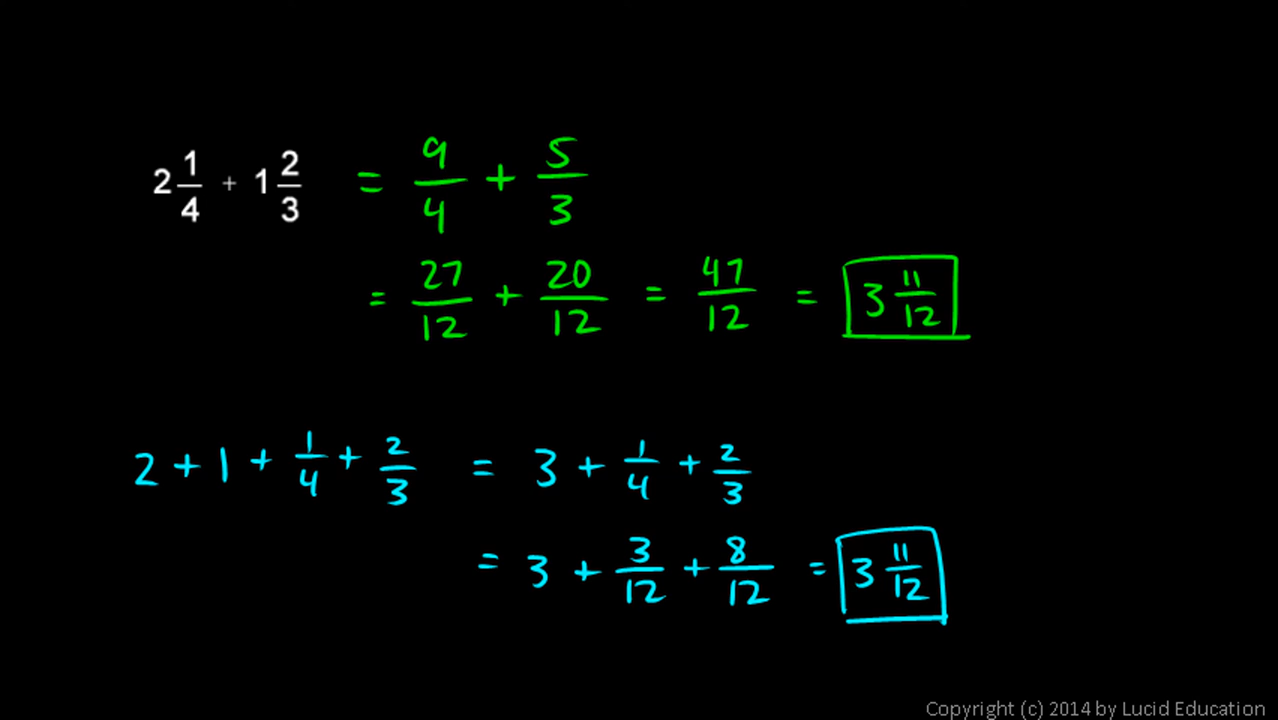 2 1/4 + 1 2/3 = 9/4 + 5/3
= 27/12 + 20/12 = 47/12 = 3 11/12
2 + 1 + 1/4 + 2/3 = 3 + 1/4 + 2/3
= 3 + 3/12 + 8/12 = 3 11/12
Copyright (c) 2014 by Lucid Education